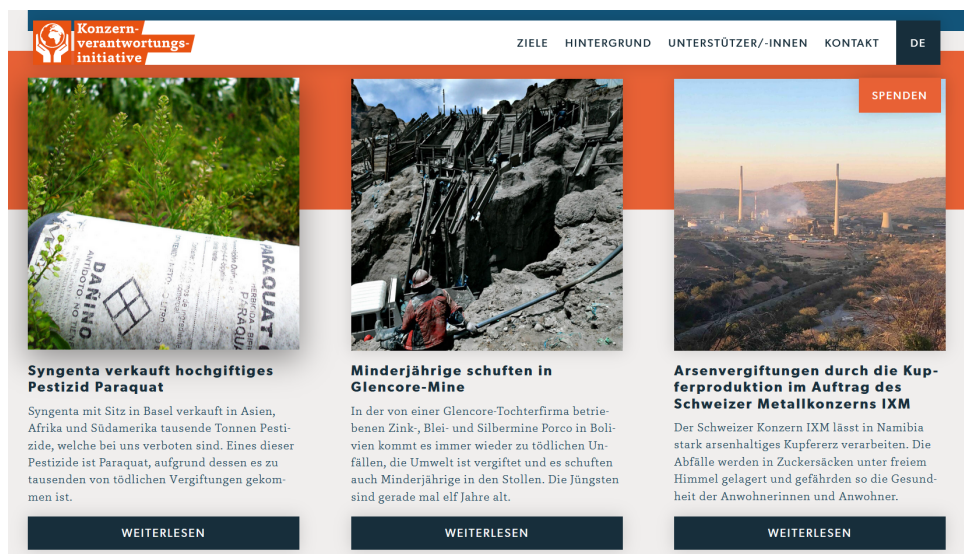 Konzern-
verantwortungs-
initiative
ZIELE HINTERGRUND UNTERSTÜTZER/-INNEN KONTAKT DE
SPENDEN
PARAQUAT
HERBICIDA
PARAQU
DAÑINO
ANTIDOTO: NO TIEN
Syngenta verkauft hochgiftiges
Pestizid Paraquat
Syngenta mit Sitz in Basel verkauft in Asien,
Afrika und Südamerika tausende Tonnen Pesti-
zide, welche bei uns verboten sind. Eines dieser
Pestizide ist Paraquat, aufgrund dessen es zu
tausenden von tödlichen Vergiftungen gekom-
men ist.
WEITERLESEN
Minderjährige schuften in
Glencore-Mine
In der von einer Glencore-Tochterfirma betrie-
benen Zink-, Blei- und Silbermine Porco in Boli-
vien kommt es immer wieder zu tödlichen Un-
fällen, die Umwelt ist vergiftet und es schuften
auch Minderjährige in den Stollen. Die Jüngsten
sind gerade mal elf Jahre alt.
WEITERLESEN
Arsenvergiftungen durch die Kup-
ferproduktion im Auftrag des
Schweizer Metallkonzerns IXM
Der Schweizer Konzern IXM lässt in Namibia
stark arsenhaltiges Kupfererz verarbeiten. Die
Abfälle werden in Zuckersäcken unter freiem
Himmel gelagert und gefährden so die Gesund-
heit der Anwohnerinnen und Anwohner.
WEITERLESEN